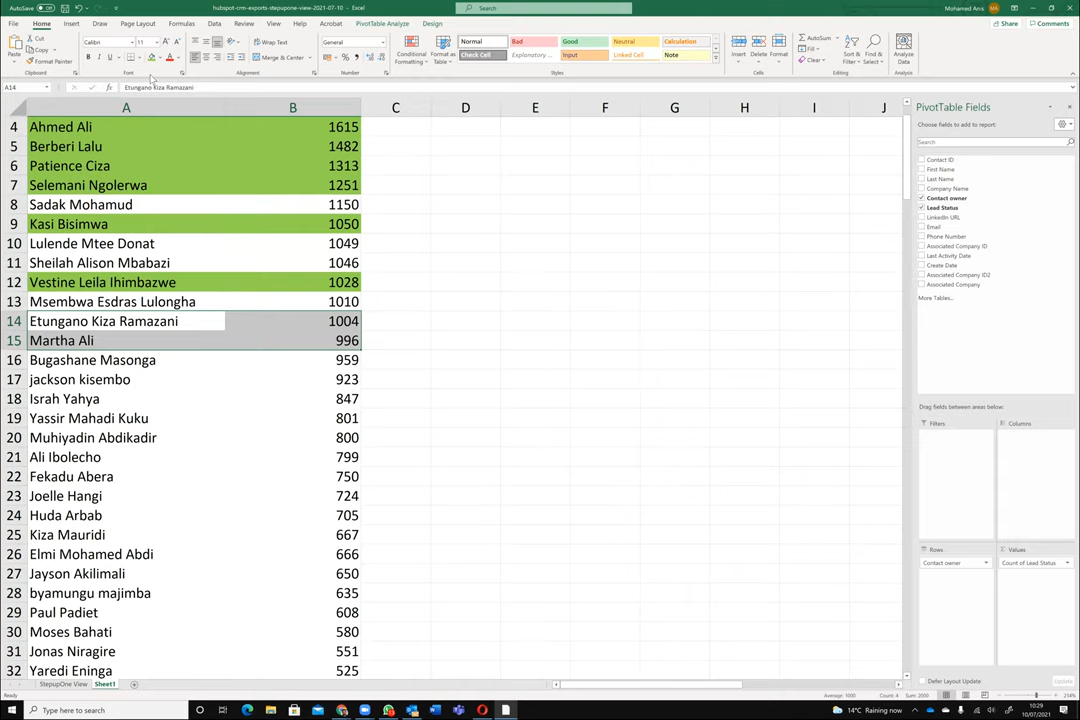 AutoSave Off hubspot-crm-exports-stepupone-view-2021-07-10 Search Mohamed Anis MA
File Home Insert Draw Page Layout Formulas Data Review View Help Acrobat PivotTable Analyze Design Share Comments
Paste Cut Copy Format Painter Clipboard
Calibri 11 B I U Font
Wrap Text Merge & Center Alignment
General Number
Conditional Formatting Format as Table
Normal Bad Good Neutral Calculation
Check Cell Explanatory ... Input Linked Cell Note
Styles
Insert Delete Format Cells
AutoSum Fill Clear Sort & Filter Find & Select Editing
Analyze Data Analysis
A14 fx Etungano Kiza Ramazani
A B C D E F G H I J
4 Ahmed Ali 1615
5 Berberi Lalu 1482
6 Patience Ciza 1313
7 Selemani Ngolerwa 1251
8 Sadak Mohamud 1150
9 Kasi Bisimwa 1050
10 Lulende Mtee Donat 1049
11 Sheilah Alison Mbabazi 1046
12 Vestine Leila Ihimbazwe 1028
13 Msembwa Esdras Lulongha 1010
14 Etungano Kiza Ramazani 1004
15 Martha Ali 996
16 Bugashane Masonga 959
17 jackson kisembo 923
18 Israh Yahya 847
19 Yassir Mahadi Kuku 801
20 Muhiyadin Abdikadir 800
21 Ali Ibolecho 799
22 Fekadu Abera 750
23 Joelle Hangi 724
24 Huda Arbab 705
25 Kiza Mauridi 667
26 Elmi Mohamed Abdi 666
27 Jayson Akilimali 650
28 byamungu majimba 635
29 Paul Padiet 608
30 Moses Bahati 580
31 Jonas Niragire 551
32 Yaredi Eninga 525
PivotTable Fields
Choose fields to add to report:
Search
Contact ID
First Name
Last Name
Company Name
Contact owner
Lead Status
LinkedIn URL
Email
Phone Number
Associated Company ID
Last Activity Date
Create Date
Associated Company ID2
Associated Company
More Tables...
Drag fields between areas below:
Filters Columns
Rows Values
Contact owner Count of Lead Status
Defer Layout Update Update
StepupOne View Sheet1
Ready Average: 1000 Count: 4 Sum: 2000 214%
Type here to search 14°C Raining now 10:29
10/07/2021